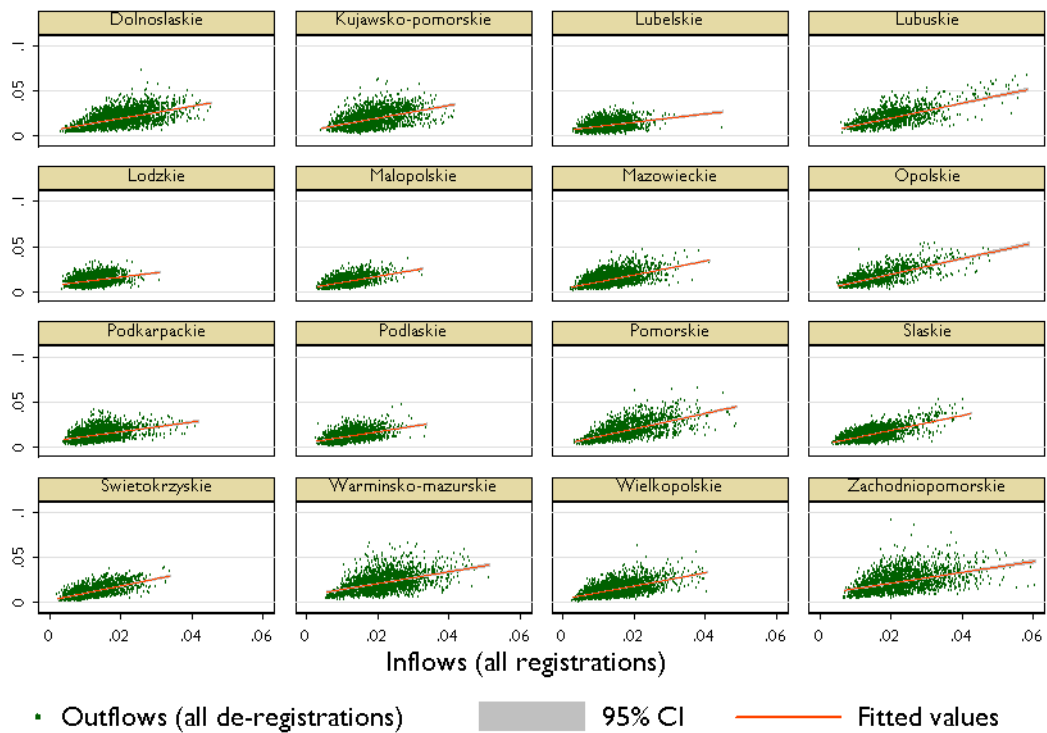 Dolnoslaskie Kujawsko-pomorskie Lubelskie Lubuskie
.1
.05
0
Lodzkie Malopolskie Mazowieckie Opolskie
.1
.05
0
Podkarpackie Podlaskie Pomorskie Slaskie
.1
.05
0
Swietokrzyskie Warminsko-mazurskie Wielkopolskie Zachodniopomorskie
.1
.05
0
0 .02 .04 .06 0 .02 .04 .06 0 .02 .04 .06 0 .02 .04 .06
Inflows (all registrations)
Outflows (all de-registrations) 95% CI Fitted values